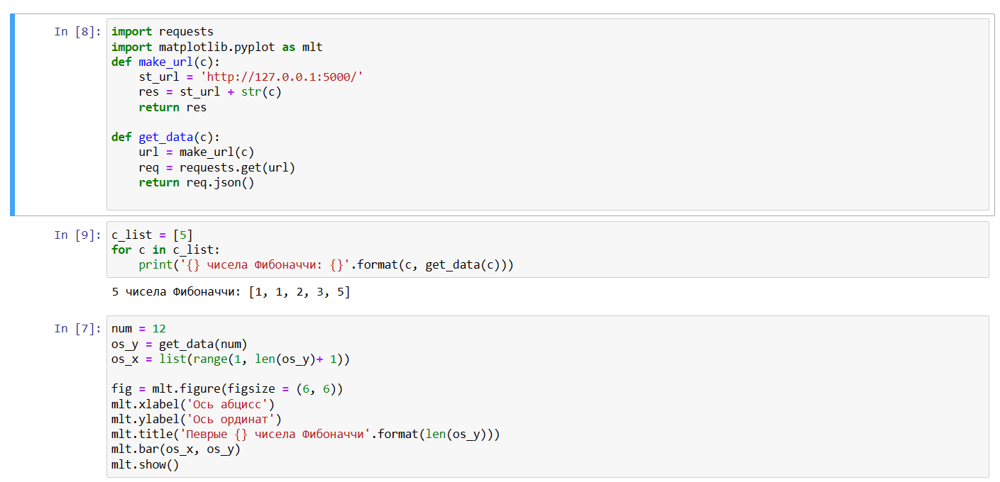 In [8]:
import requests
import matplotlib.pyplot as mlt
def make_url(c):
    st_url = 'http://127.0.0.1:5000/'
    res = st_url + str(c)
    return res

def get_data(c):
    url = make_url(c)
    req = requests.get(url)
    return req.json()

In [9]:
c_list = [5]
for c in c_list:
    print('{} чисела Фибоначчи: {}'.format(c, get_data(c)))
5 чисела Фибоначчи: [1, 1, 2, 3, 5]

In [7]:
num = 12
os_y = get_data(num)
os_x = list(range(1, len(os_y)+ 1))

fig = mlt.figure(figsize = (6, 6))
mlt.xlabel('Ось абцисс')
mlt.ylabel('Ось ординат')
mlt.title('Певрые {} чисела Фибоначчи'.format(len(os_y)))
mlt.bar(os_x, os_y)
mlt.show()